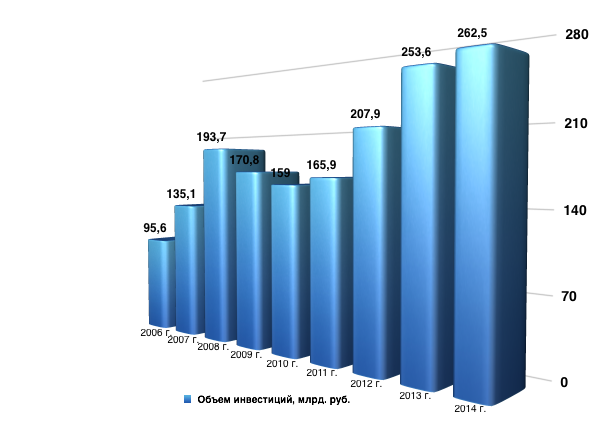 262,5
280
253,6
207,9
210
193,7
170,8
159
165,9
135,1
95,6
140
70
0
2006 г.
2007 г.
2008 г.
2009 г.
2010 г.
2011 г.
2012 г.
2013 г.
2014 г.
Объем инвестиций, млрд. руб.